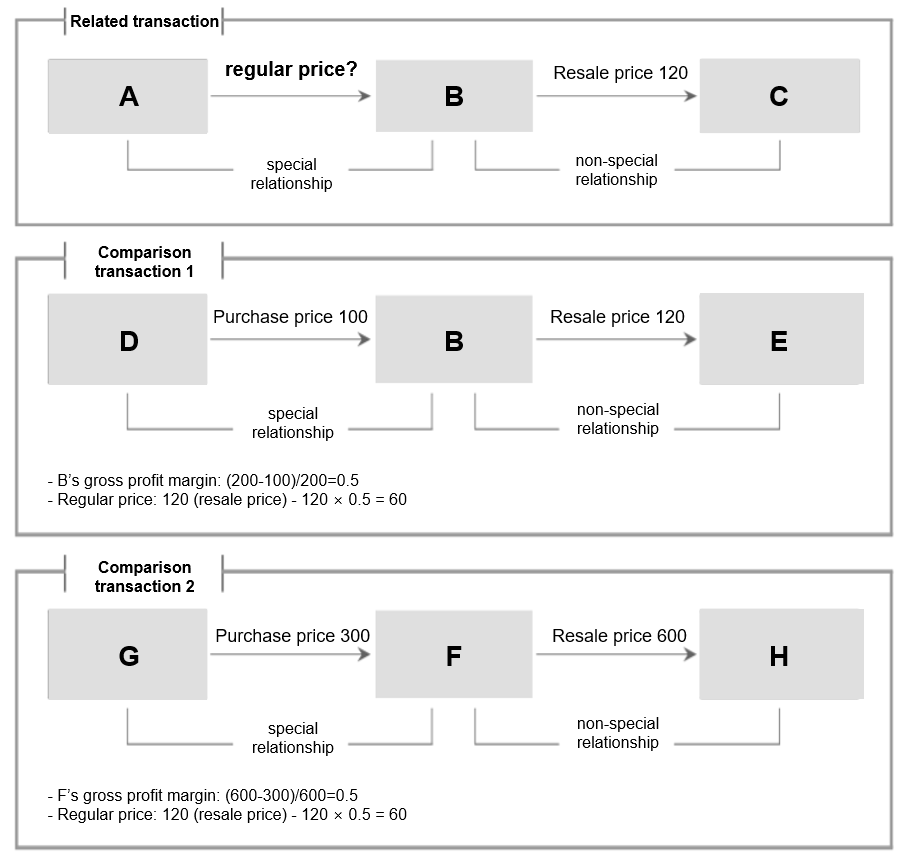 Related transaction
A
regular price?
B
Resale price 120
C
special
relationship
non-special
relationship
Comparison
transaction 1
D
Purchase price 100
B
Resale price 120
E
special
relationship
non-special
relationship
- B’s gross profit margin: (200-100)/200=0.5
- Regular price: 120 (resale price) - 120 × 0.5 = 60
Comparison
transaction 2
G
Purchase price 300
F
Resale price 600
H
special
relationship
non-special
relationship
- F’s gross profit margin: (600-300)/600=0.5
- Regular price: 120 (resale price) - 120 × 0.5 = 60